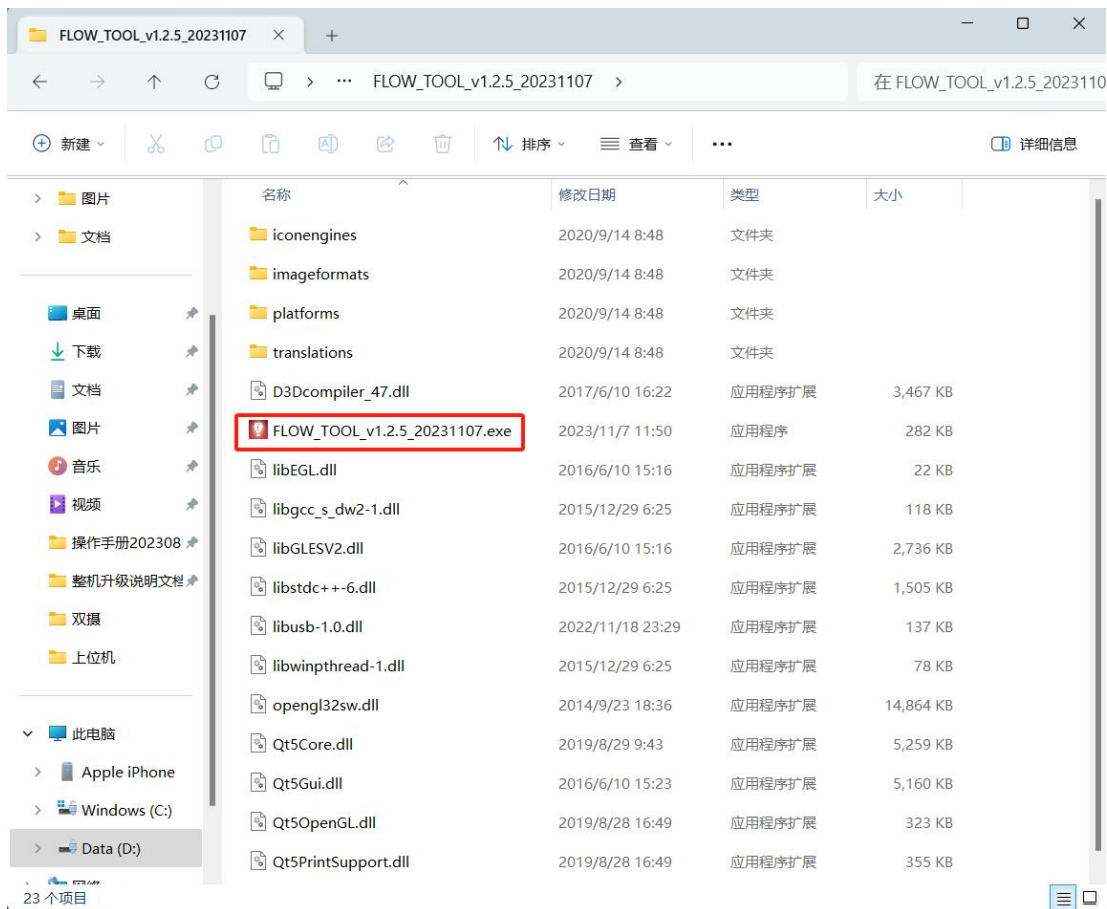 FLOW_TOOL_v1.2.5_20231107
FLOW_TOOL_v1.2.5_20231107
在 FLOW_TOOL_v1.2.5_2023110
新建
排序
查看
详细信息
名称 修改日期 类型 大小
图片
文档
桌面
下载
文档
图片
音乐
视频
操作手册202308
整机升级说明文档
双摄
上位机
此电脑
Apple iPhone
Windows (C:)
Data (D:)
iconengines 2020/9/14 8:48 文件夹
imageformats 2020/9/14 8:48 文件夹
platforms 2020/9/14 8:48 文件夹
translations 2020/9/14 8:48 文件夹
D3Dcompiler_47.dll 2017/6/10 16:22 应用程序扩展 3,467 KB
FLOW_TOOL_v1.2.5_20231107.exe 2023/11/7 11:50 应用程序 282 KB
libEGL.dll 2016/6/10 15:16 应用程序扩展 22 KB
libgcc_s_dw2-1.dll 2015/12/29 6:25 应用程序扩展 118 KB
libGLESV2.dll 2016/6/10 15:16 应用程序扩展 2,736 KB
libstdc++-6.dll 2015/12/29 6:25 应用程序扩展 1,505 KB
libusb-1.0.dll 2022/11/18 23:29 应用程序扩展 137 KB
libwinpthread-1.dll 2015/12/29 6:25 应用程序扩展 78 KB
opengl32sw.dll 2014/9/23 18:36 应用程序扩展 14,864 KB
Qt5Core.dll 2019/8/29 9:43 应用程序扩展 5,259 KB
Qt5Gui.dll 2016/6/10 15:23 应用程序扩展 5,160 KB
Qt5OpenGL.dll 2019/8/28 16:49 应用程序扩展 323 KB
Qt5PrintSupport.dll 2019/8/28 16:49 应用程序扩展 355 KB
23 个项目